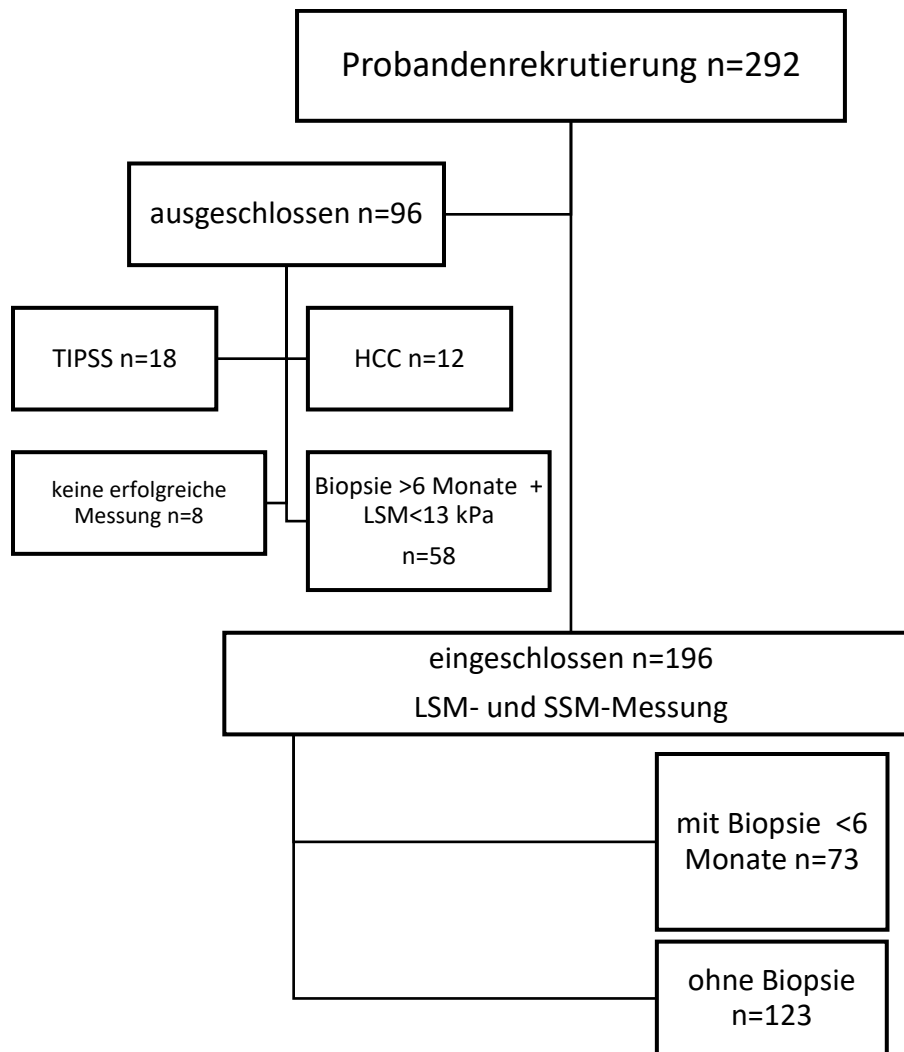 Probandenrekrutierung n=292
ausgeschlossen n=96
TIPSS n=18
HCC n=12
keine erfolgreiche
Messung n=8
Biopsie >6 Monate +
LSM<13 kPa
n=58
eingeschlossen n=196
LSM- und SSM-Messung
mit Biopsie <6
Monate n=73
ohne Biopsie
n=123